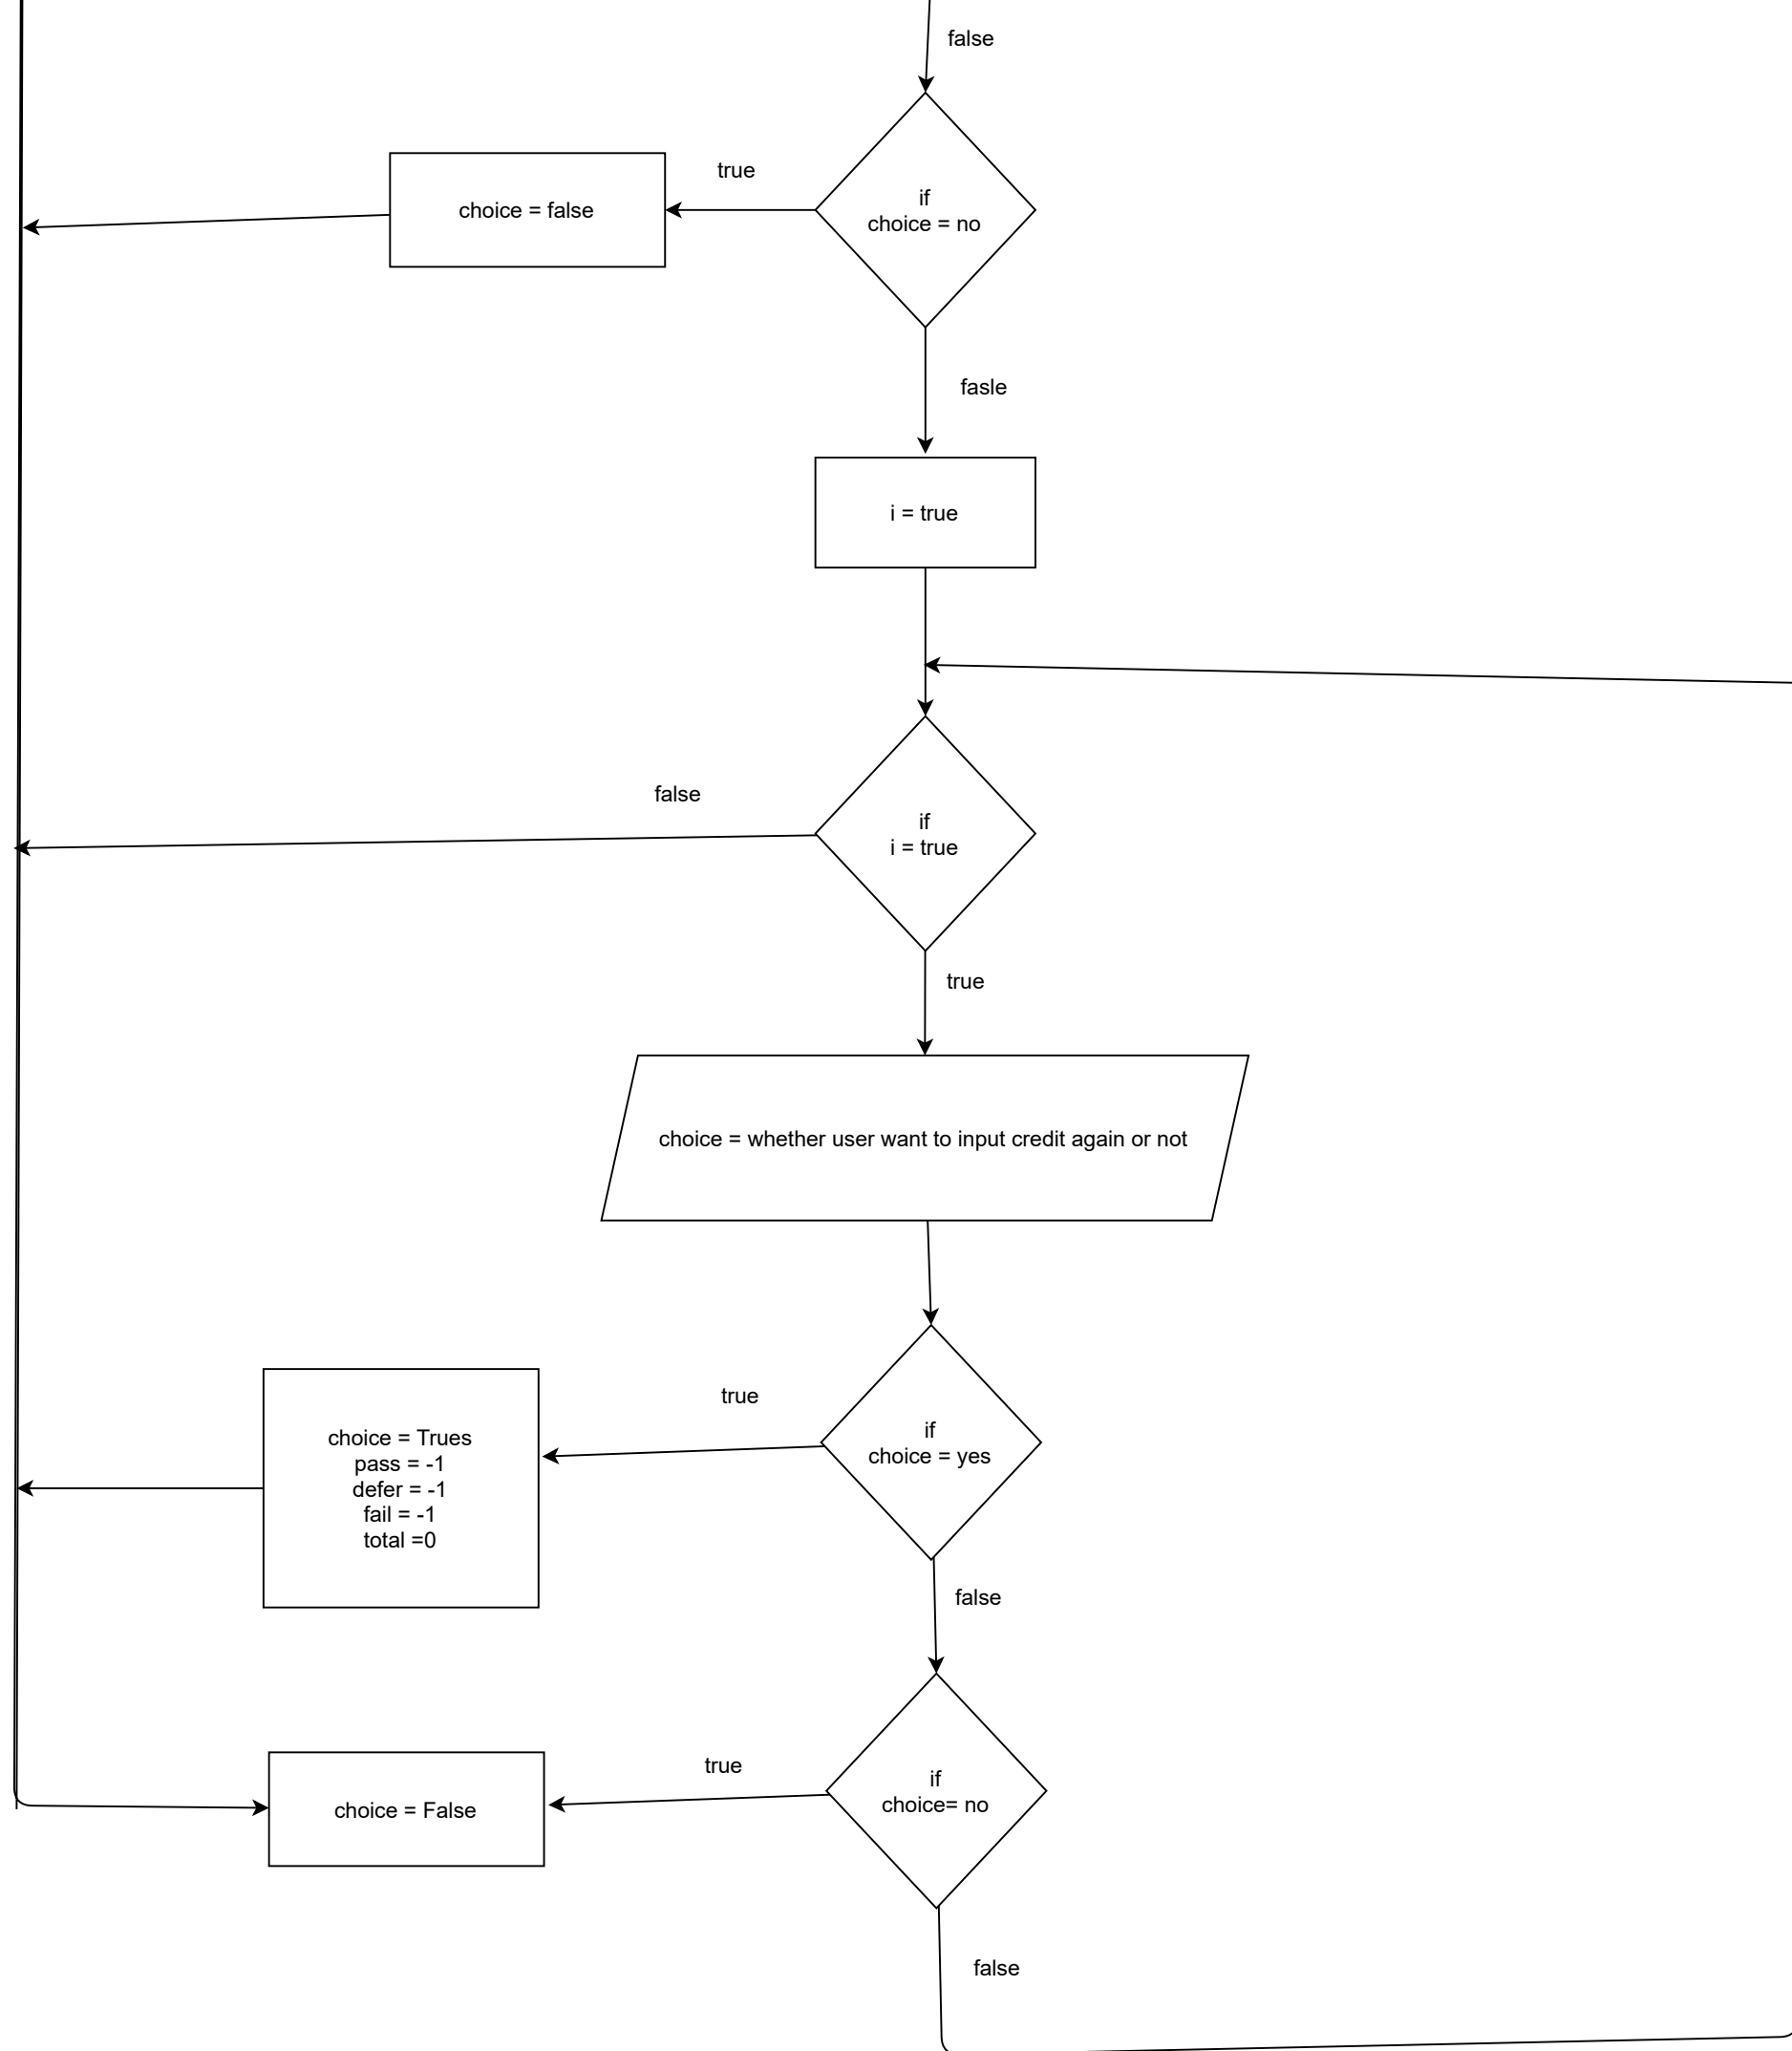 false
true
if
choice = no
choice = false
fasle
i = true
false
if
i = true
true
choice = whether user want to input credit again or not
true
if
choice = yes
choice = Trues
pass = -1
defer = -1
fail = -1
total =0
false
true
if
choice= no
choice = False
false